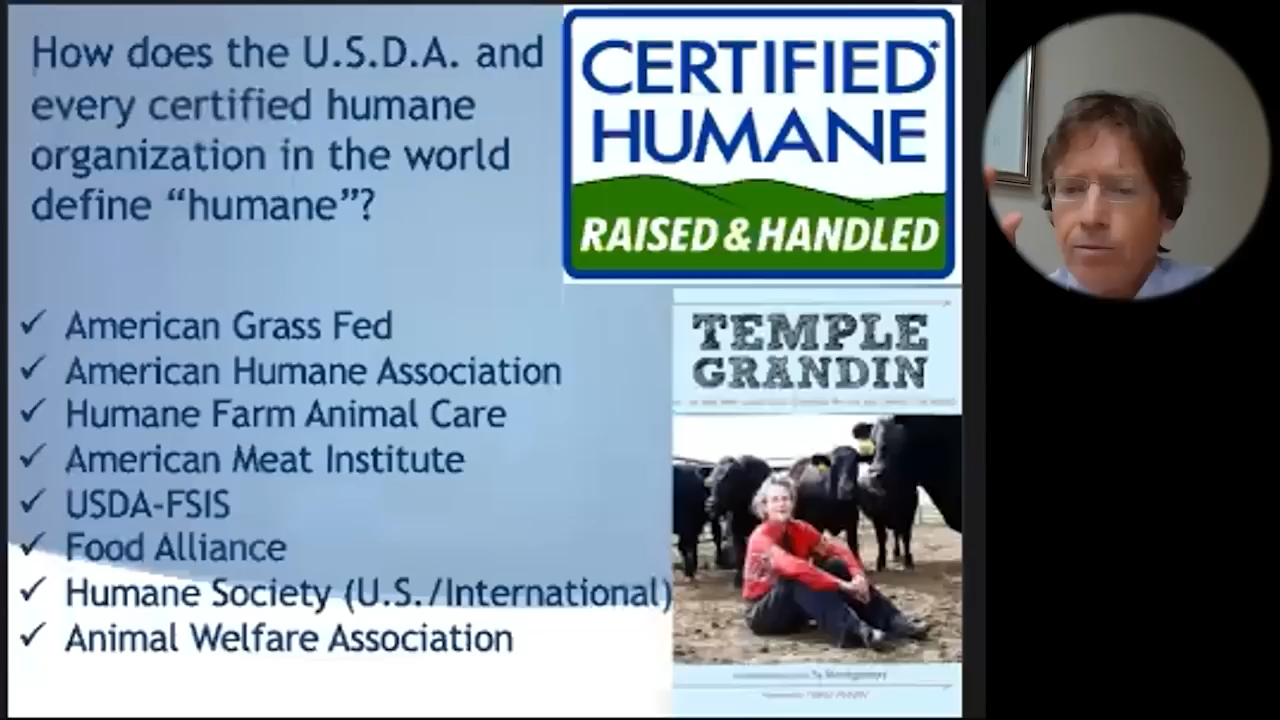 How does the U.S.D.A. and
every certified humane
organization in the world
define “humane”?
✓ American Grass Fed
✓ American Humane Association
✓ Humane Farm Animal Care
✓ American Meat Institute
✓ USDA-FSIS
✓ Food Alliance
✓ Humane Society (U.S./International)
✓ Animal Welfare Association
CERTIFIED
HUMANE
RAISED & HANDLED
TEMPLE
GRANDIN
Sy Montgomery